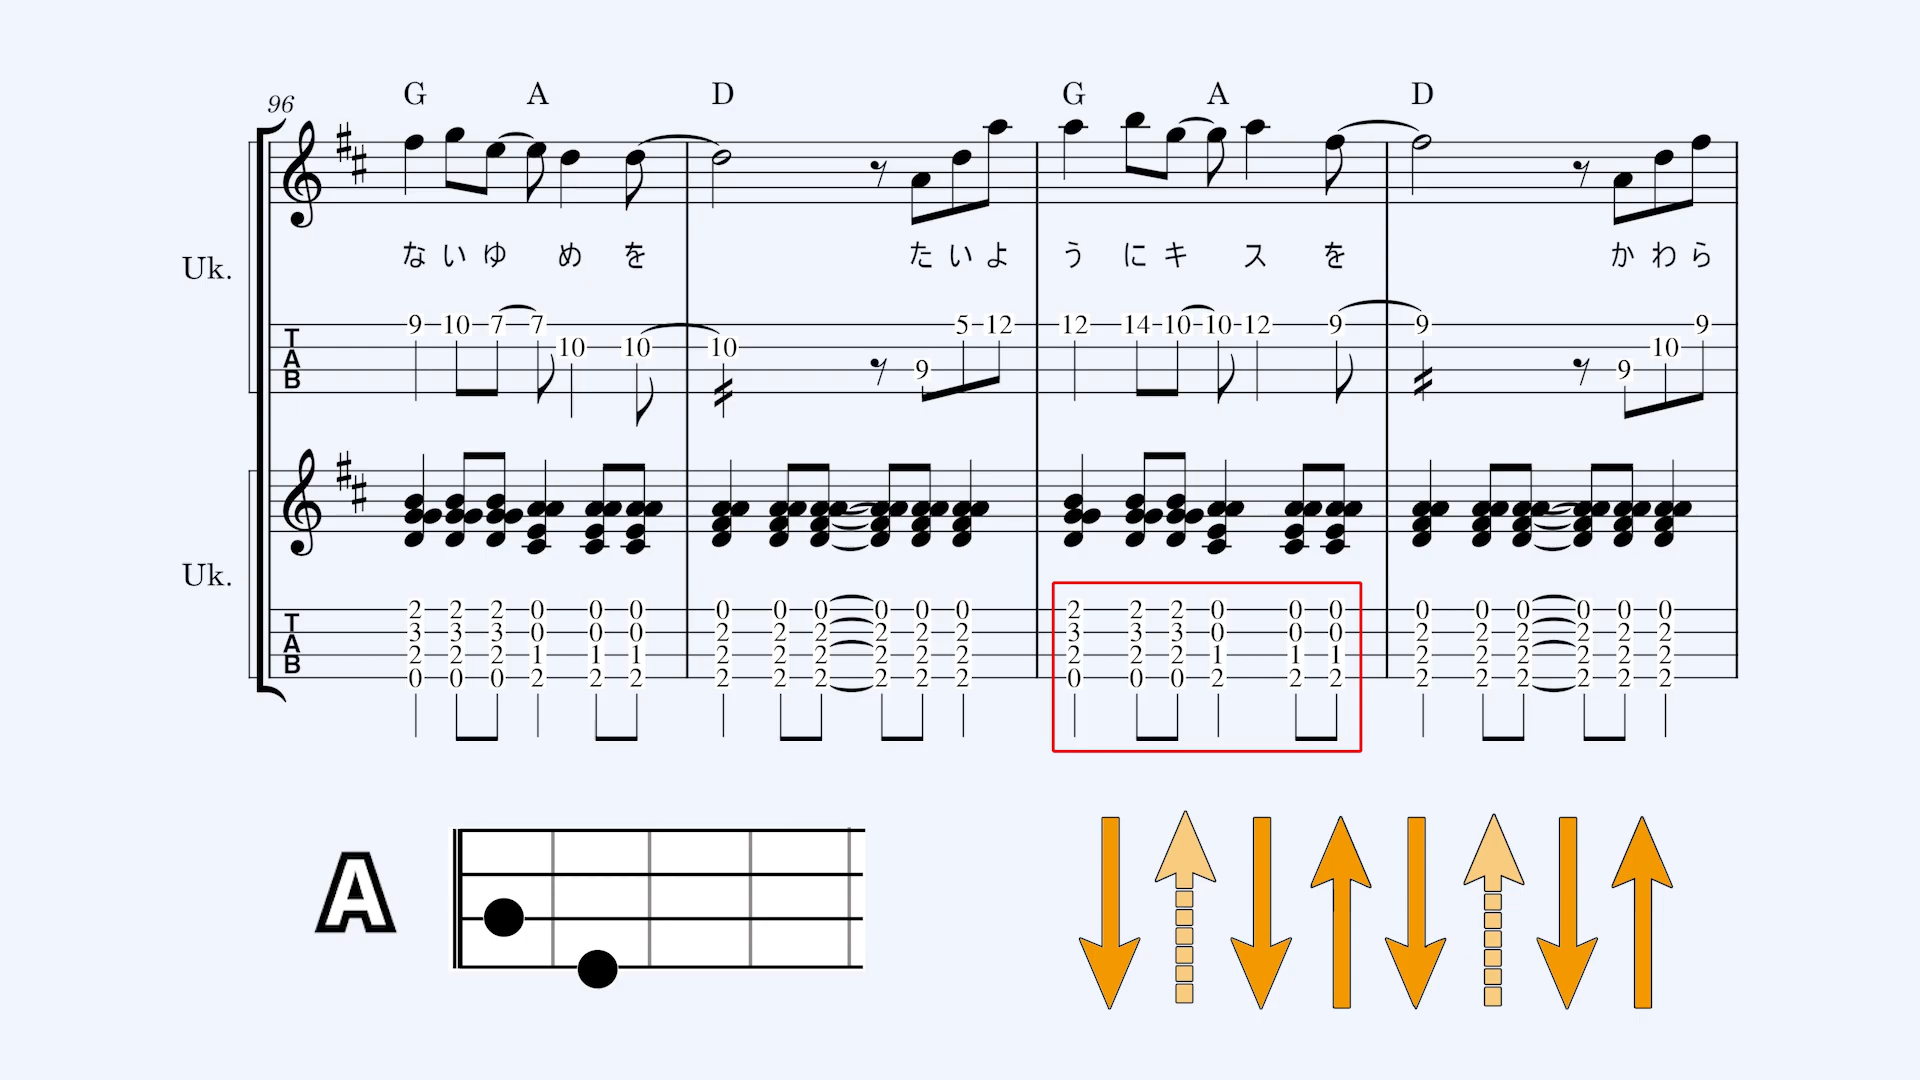 96 G A D G A D
Uk.
ないゆめを たいようにキスを かわら
TAB 9 10 7 7 10 10 10 9 5 12 12 14 10 10 12 9 9 9 10 9
Uk.
TAB
2 2 2 0 0 0 0 0 0 0 0 0 2 2 2 0 0 0 0 0 0 0 0 0
3 3 3 0 0 0 2 2 2 2 2 2 3 3 3 0 0 0 2 2 2 2 2 2
2 2 2 1 1 1 2 2 2 2 2 2 2 2 2 1 1 1 2 2 2 2 2 2
0 0 0 2 2 2 2 2 2 2 2 2 0 0 0 2 2 2 2 2 2 2 2 2
A